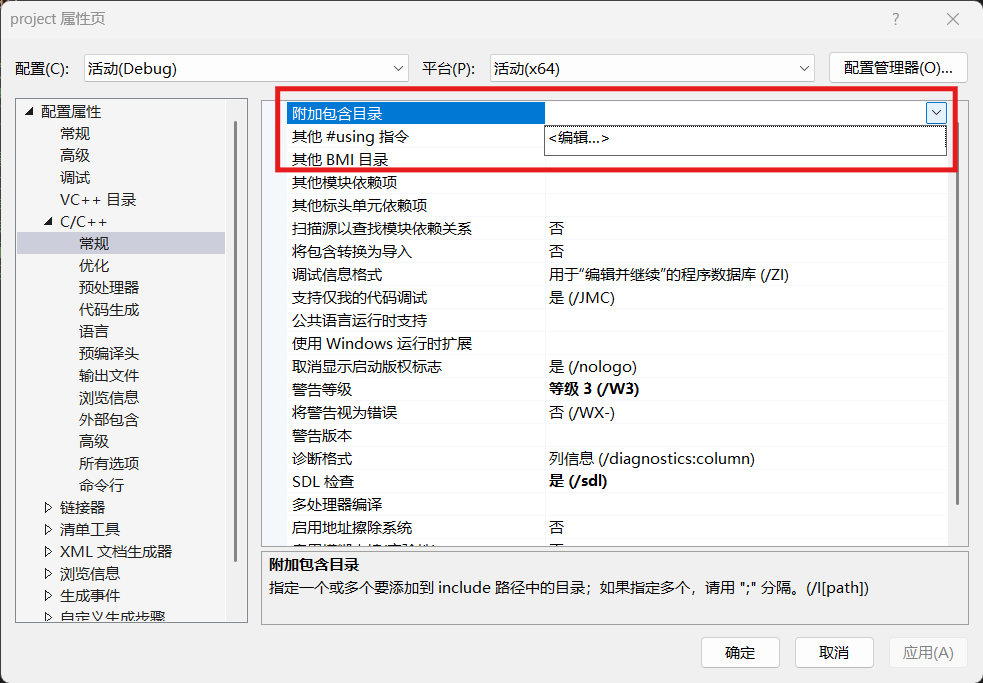 project 属性页
配置(C): 活动(Debug) 平台(P): 活动(x64) 配置管理器(O)...
配置属性
常规
高级
调试
VC++ 目录
C/C++
常规
优化
预处理器
代码生成
语言
预编译头
输出文件
浏览信息
外部包含
高级
所有选项
命令行
链接器
清单工具
XML 文档生成器
浏览信息
生成事件
自定义生成步骤
附加包含目录
其他 #using 指令 <编辑...>
其他 BMI 目录
其他模块依赖项
其他标头单元依赖项
扫描源以查找模块依赖关系 否
将包含转换为导入 否
调试信息格式 用于“编辑并继续”的程序数据库 (/ZI)
支持仅我的代码调试 是 (/JMC)
公共语言运行时支持
使用 Windows 运行时扩展
取消显示启动版权标志 是 (/nologo)
警告等级 等级 3 (/W3)
将警告视为错误 否 (/WX-)
警告版本
诊断格式 列信息 (/diagnostics:column)
SDL 检查 是 (/sdl)
多处理器编译
启用地址擦除系统 否
附加包含目录
指定一个或多个要添加到 include 路径中的目录；如果指定多个，请用 ";" 分隔。(/I[path])
确定 取消 应用(A)